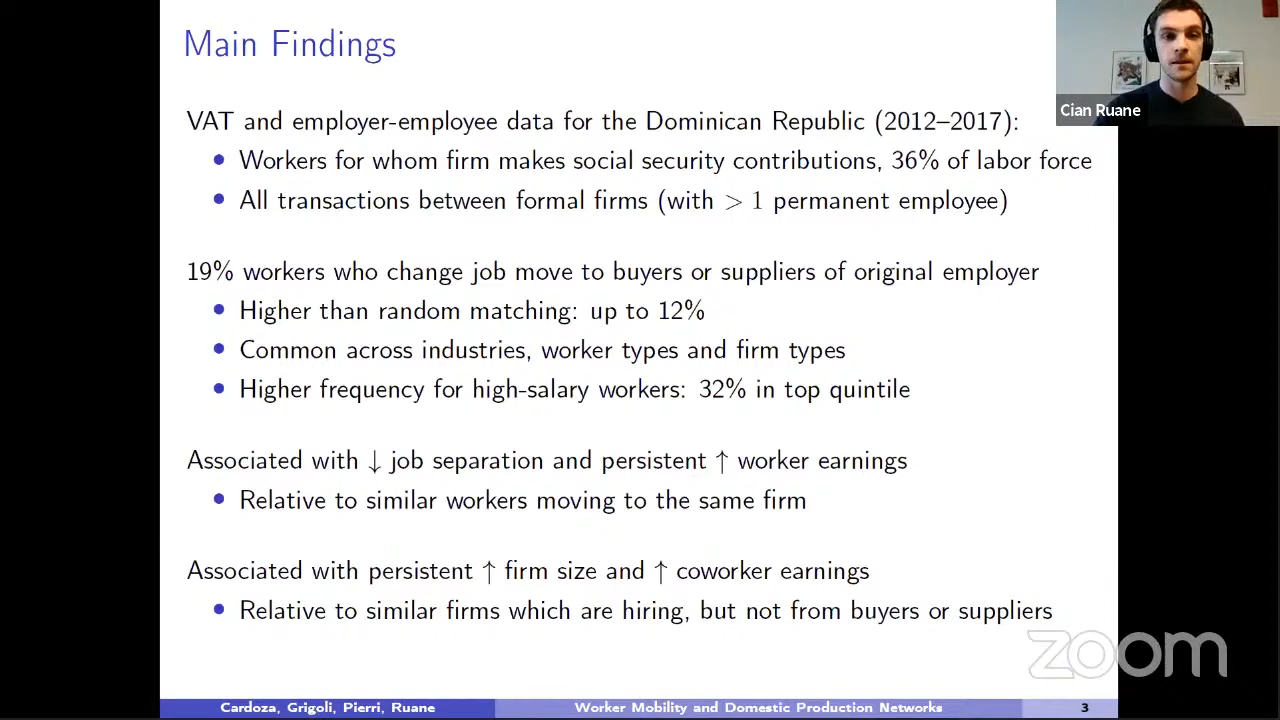 Main Findings
Cian Ruane
VAT and employer-employee data for the Dominican Republic (2012–2017):
• Workers for whom firm makes social security contributions, 36% of labor force
• All transactions between formal firms (with > 1 permanent employee)
19% workers who change job move to buyers or suppliers of original employer
• Higher than random matching: up to 12%
• Common across industries, worker types and firm types
• Higher frequency for high-salary workers: 32% in top quintile
Associated with ↓ job separation and persistent ↑ worker earnings
• Relative to similar workers moving to the same firm
Associated with persistent ↑ firm size and ↑ coworker earnings
• Relative to similar firms which are hiring, but not from buyers or suppliers
zoom
Cardoza, Grigoli, Pierri, Ruane Worker Mobility and Domestic Production Networks 3